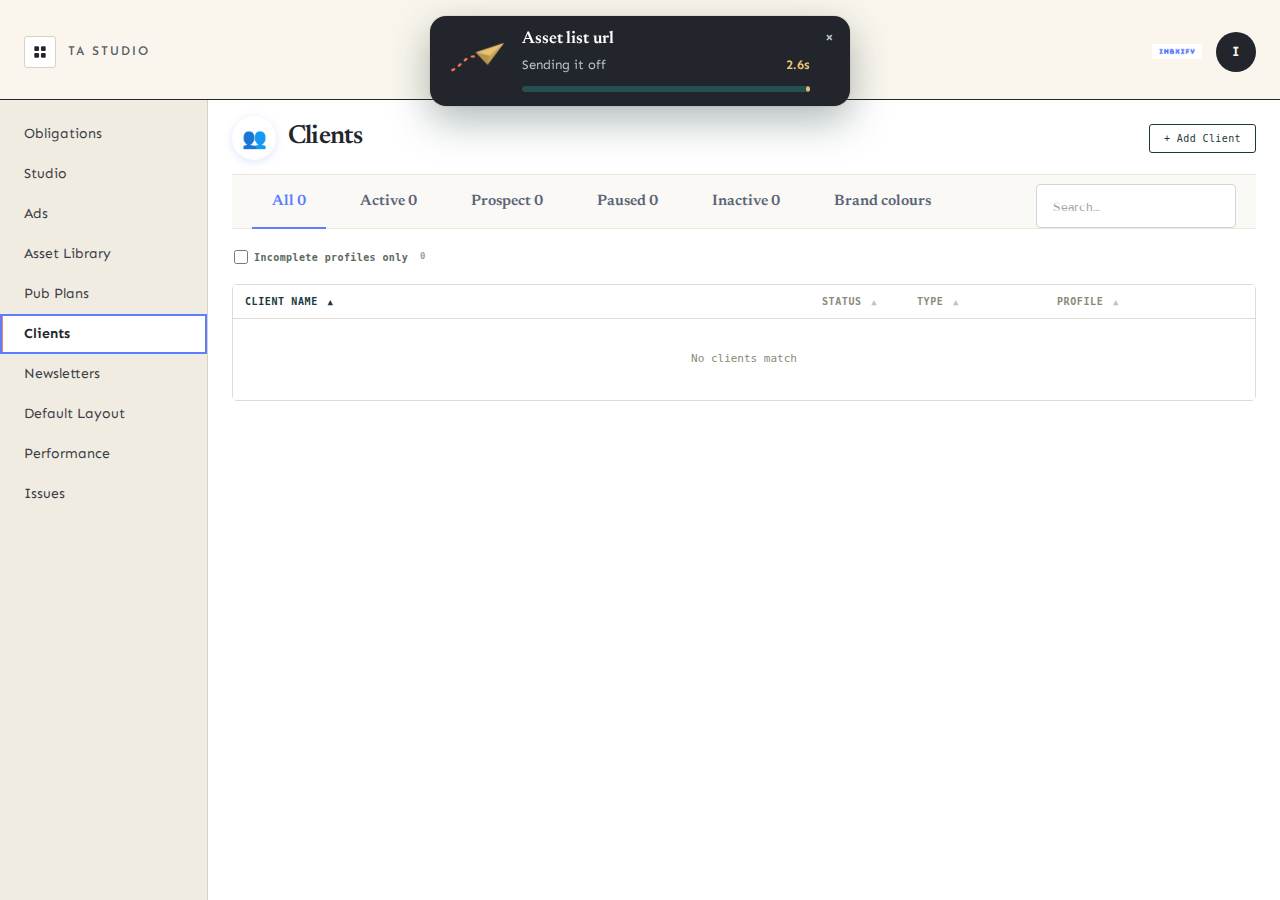 TA STUDIO
Asset list url
×
Sending it off
2.6s
INBXIFY
I
Obligations
Studio
Ads
Asset Library
Pub Plans
Clients
Newsletters
Default Layout
Performance
Issues
Clients
+ Add Client
All 0
Active 0
Prospect 0
Paused 0
Inactive 0
Brand colours
Search…
Incomplete profiles only 0
CLIENT NAME ▲
STATUS ▲
TYPE ▲
PROFILE ▲
No clients match